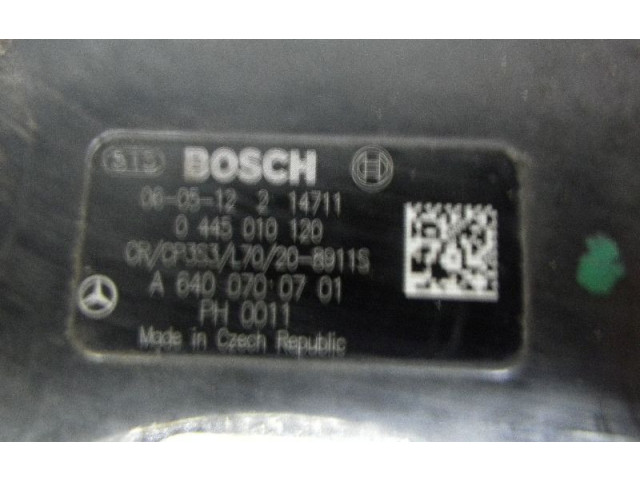 BOSCH
06-05-12 2 14711
0 445 010 120
CR/CP3S3/L70/20-8911S
A 640 070 07 01
PH 0011
Made in Czech Republic